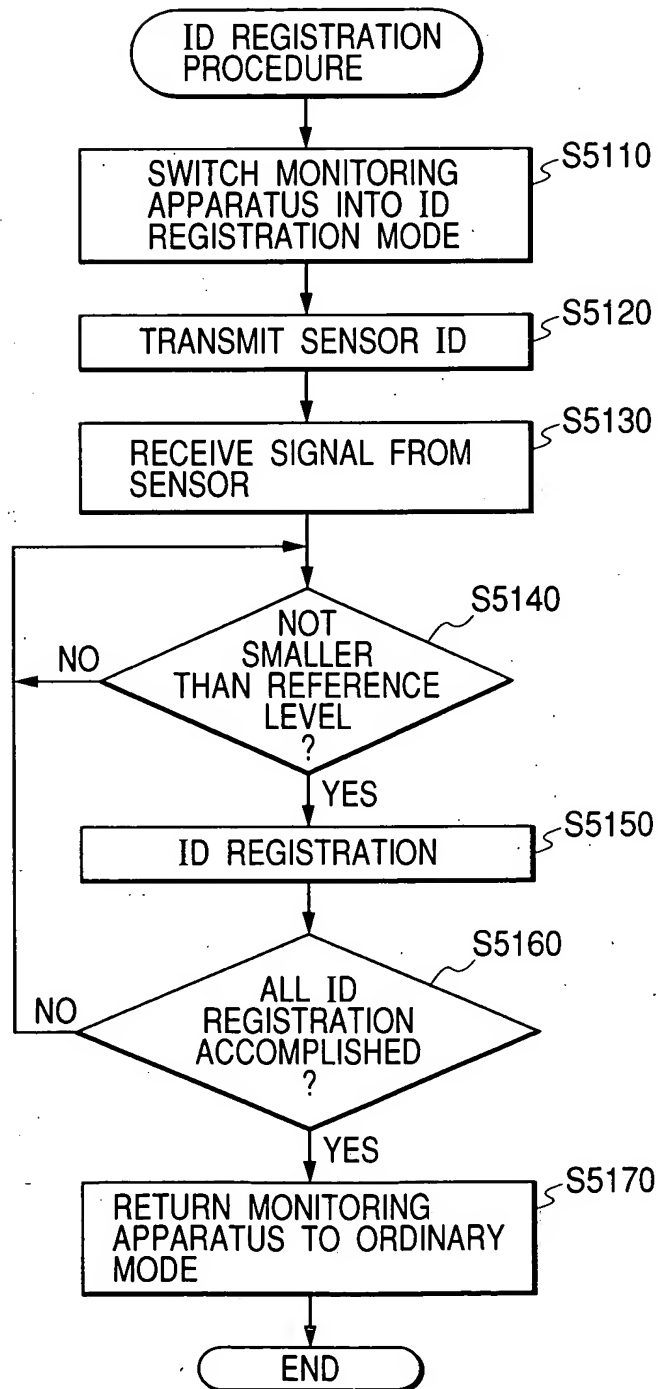 ID REGISTRATION
PROCEDURE
S5110
SWITCH MONITORING
APPARATUS INTO ID
REGISTRATION MODE
S5120
TRANSMIT SENSOR ID
S5130
RECEIVE SIGNAL FROM
SENSOR
S5140
NOT
SMALLER
THAN REFERENCE
LEVEL
?
NO
YES
S5150
ID REGISTRATION
S5160
ALL ID
REGISTRATION
ACCOMPLISHED
?
NO
YES
S5170
RETURN MONITORING
APPARATUS TO ORDINARY
MODE
END